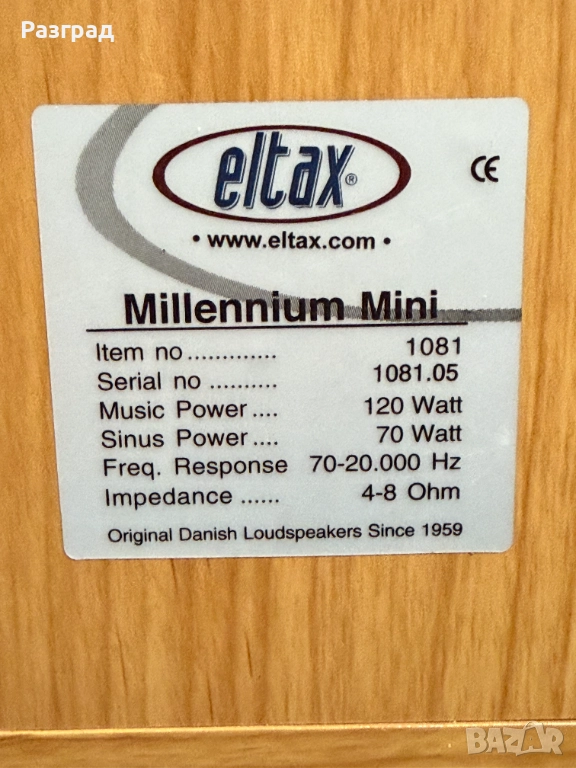 Разград
eltax®
CE
• www.eltax.com •
Millennium Mini
Item no ............. 1081
Serial no .......... 1081.05
Music Power .... 120 Watt
Sinus Power .... 70 Watt
Freq. Response 70-20.000 Hz
Impedance ...... 4-8 Ohm
Original Danish Loudspeakers Since 1959
BAZAR